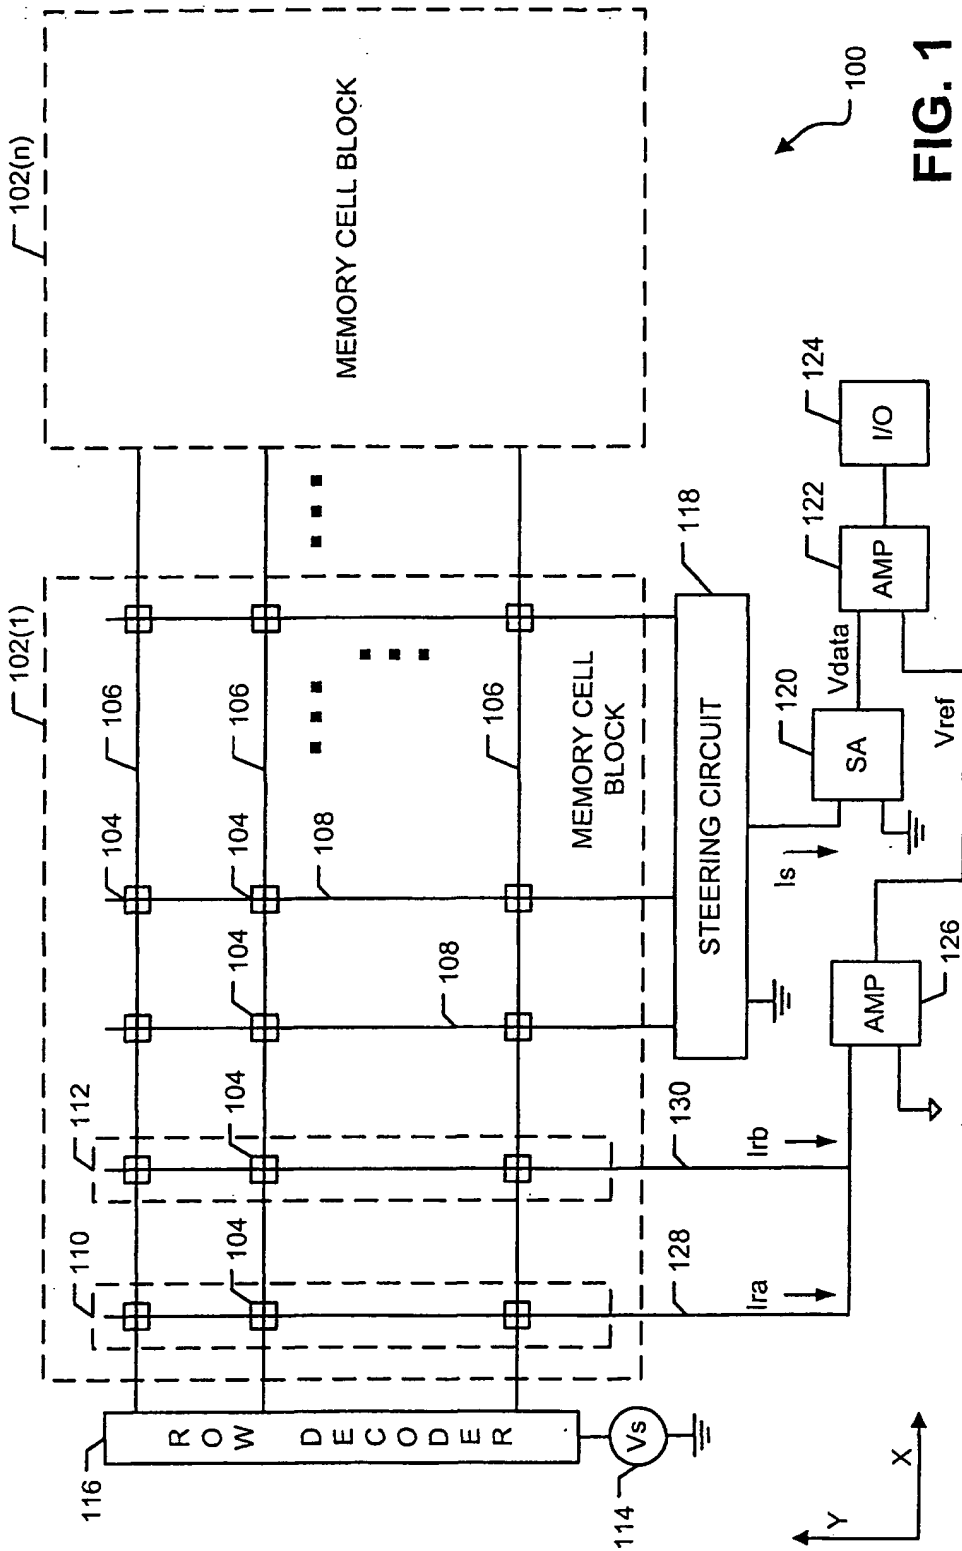 102(1)
102(n)
110
112
104
106
104
106
104
104
104
108
108
106
MEMORY CELL
BLOCK
MEMORY CELL BLOCK
116
ROW DECODER
114
Vs
118
STEERING CIRCUIT
128
130
Ira
Irb
Is
120
SA
Vdata
122
AMP
124
I/O
Vref
AMP
126
Y
X
100
FIG. 1